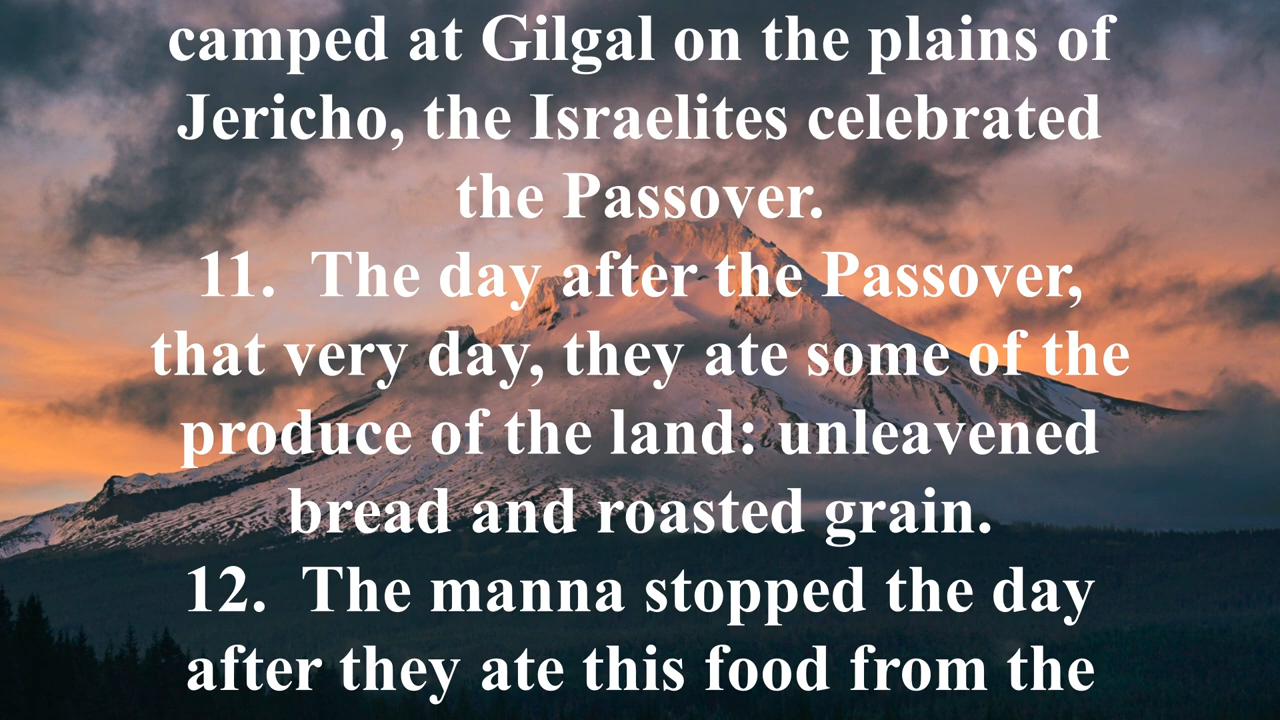 camped at Gilgal on the plains of
Jericho, the Israelites celebrated
the Passover.
11.  The day after the Passover,
that very day, they ate some of the
produce of the land: unleavened
bread and roasted grain.
12.  The manna stopped the day
after they ate this food from the